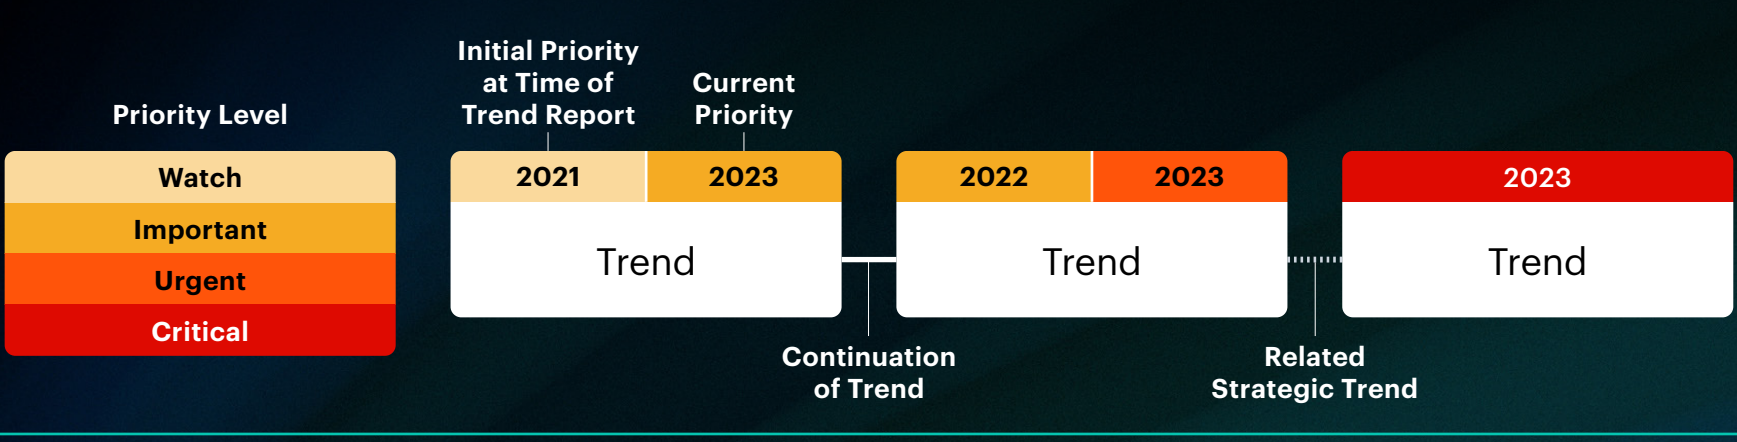 Priority Level
Watch
Important
Urgent
Critical
Initial Priority
at Time of
Trend Report
Current
Priority
2021
2023
Trend
Continuation
of Trend
2022
2023
Trend
Related
Strategic Trend
2023
Trend